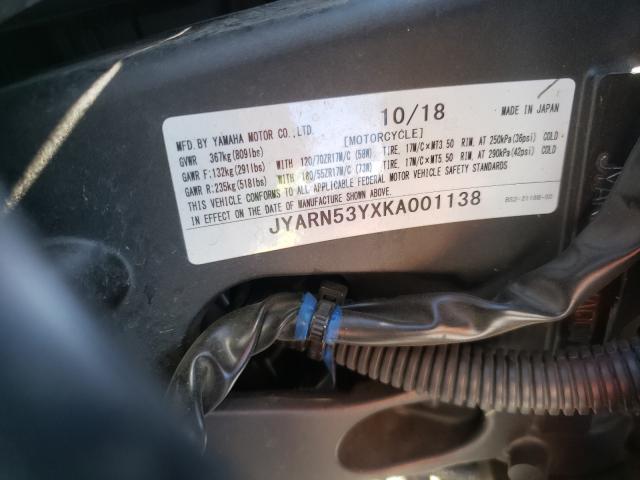 10/18 MADE IN JAPAN
MFD. BY YAMAHA MOTOR CO., LTD. [MOTORCYCLE]
GVWR 367kg(809lbs)
GAWR F:132kg(291lbs) WITH 120/70ZR17M/C (58W) TIRE, 17M/C×MT3.50 RIM, AT 250kPa(36psi) COLD
GAWR R:235kg(518lbs) WITH 180/55ZR17M/C (73W) TIRE, 17M/C×MT5.50 RIM, AT 290kPa(42psi) COLD
THIS VEHICLE CONFORMS TO ALL APPLICABLE FEDERAL MOTOR VEHICLE SAFETY STANDARDS
IN EFFECT ON THE DATE OF MANUFACTURE SHOWN ABOVE.
JYARN53YXKA001138